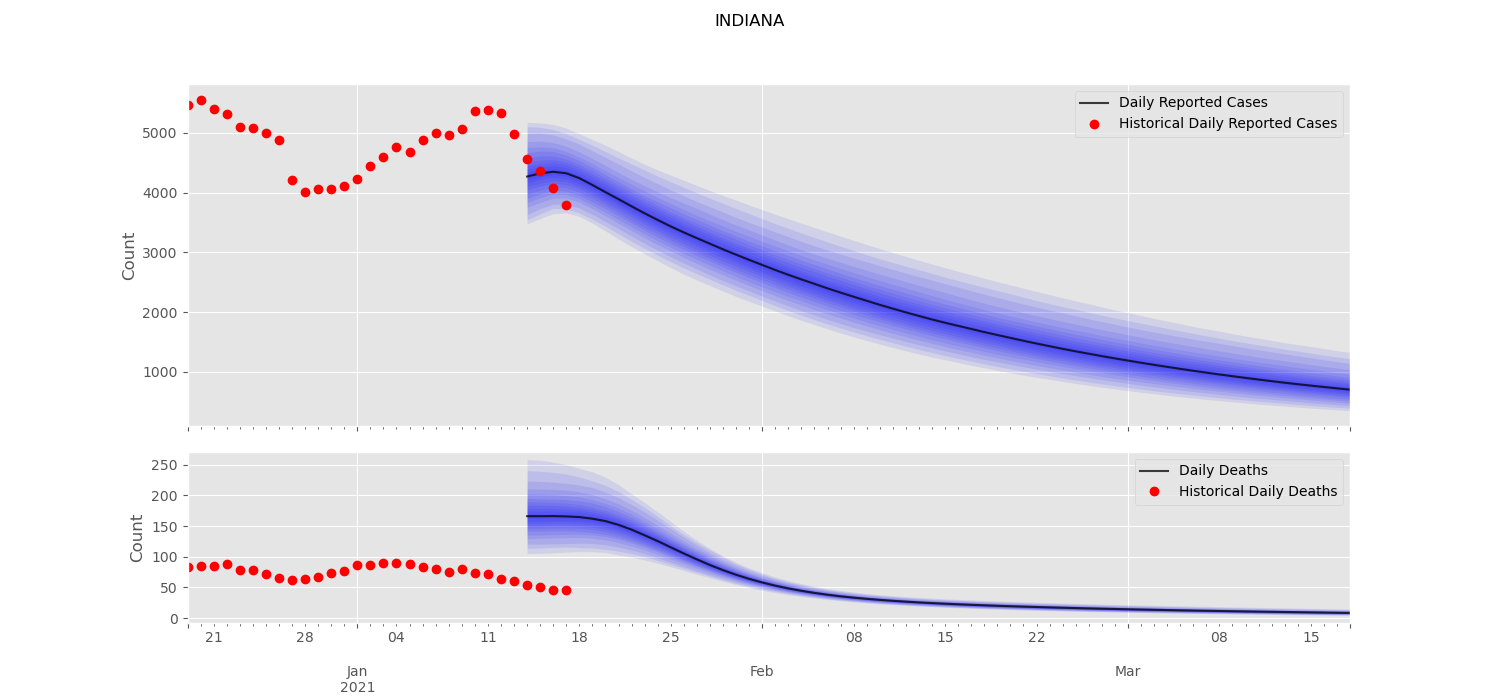 INDIANA
Daily Reported Cases
Historical Daily Reported Cases
5000
4000
3000
2000
1000
Count
Daily Deaths
Historical Daily Deaths
250
200
150
100
50
0
Count
21 28 04 11 18 25 08 15 22 08 15
Jan Feb Mar
2021